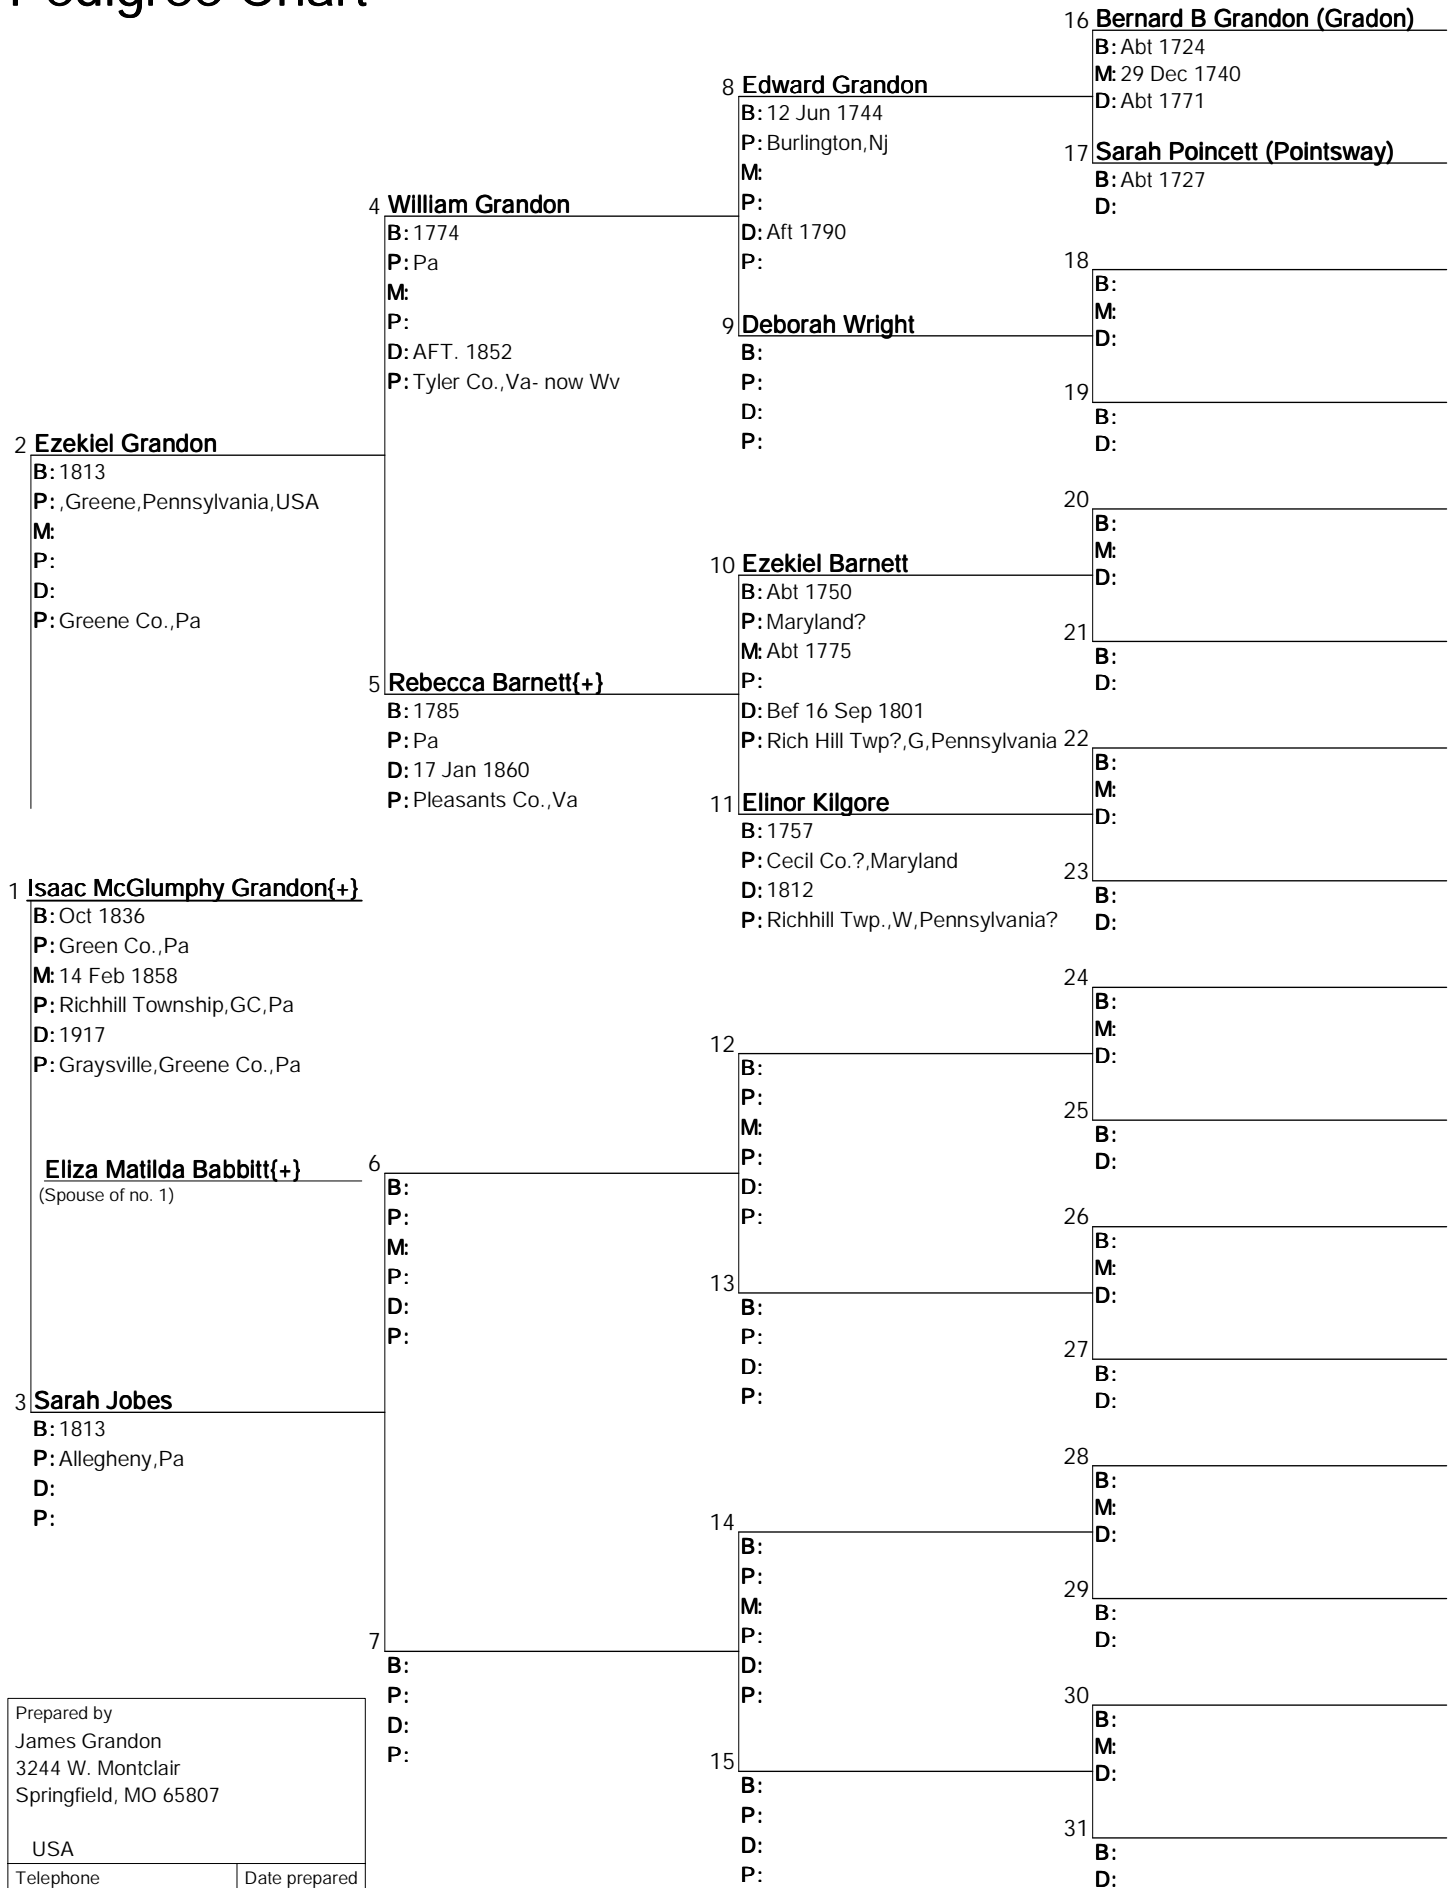 Pedigree Chart
16 Bernard B Grandon (Gradon)
B: Abt 1724
M: 29 Dec 1740
D: Abt 1771
8 Edward Grandon
B: 12 Jun 1744
P: Burlington,Nj
M:
P:
D: Aft 1790
P:
17 Sarah Poincett (Pointsway)
B: Abt 1727
D:
4 William Grandon
B: 1774
P: Pa
M:
P:
D: AFT. 1852
P: Tyler Co.,Va- now Wv
18
B:
M:
D:
9 Deborah Wright
B:
P:
D:
P:
19
B:
D:
2 Ezekiel Grandon
B: 1813
P: ,Greene,Pennsylvania,USA
M:
P:
D:
P: Greene Co.,Pa
20
B:
M:
D:
10 Ezekiel Barnett
B: Abt 1750
P: Maryland?
M: Abt 1775
P:
D: Bef 16 Sep 1801
P: Rich Hill Twp?,G,Pennsylvania
21
B:
D:
5 Rebecca Barnett{+}
B: 1785
P: Pa
D: 17 Jan 1860
P: Pleasants Co.,Va
22
B:
M:
D:
11 Elinor Kilgore
B: 1757
P: Cecil Co.?,Maryland
D: 1812
P: Richhill Twp.,W,Pennsylvania?
23
B:
D:
1 Isaac McGlumphy Grandon{+}
B: Oct 1836
P: Green Co.,Pa
M: 14 Feb 1858
P: Richhill Township,GC,Pa
D: 1917
P: Graysville,Greene Co.,Pa
24
B:
M:
D:
12
B:
P:
M:
P:
D:
P:
25
B:
D:
Eliza Matilda Babbitt{+}
(Spouse of no. 1)
6
B:
P:
M:
P:
D:
P:
26
B:
M:
D:
13
B:
P:
D:
P:
27
B:
D:
3 Sarah Jobes
B: 1813
P: Allegheny,Pa
D:
P:
28
B:
M:
D:
14
B:
P:
M:
P:
D:
P:
29
B:
D:
7
B:
P:
D:
P:
30
B:
M:
D:
15
B:
P:
D:
P:
31
B:
D:
Prepared by
James Grandon
3244 W. Montclair
Springfield, MO 65807
USA
Telephone
Date prepared